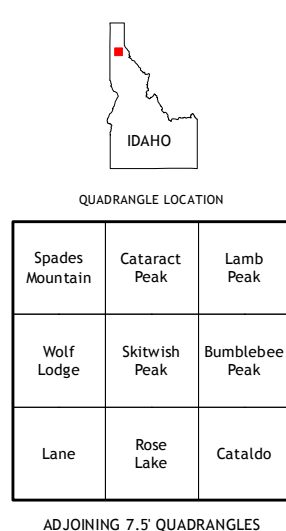 IDAHO
QUADRANGLE LOCATION
Spades
Mountain
Cataract
Peak
Lamb
Peak
Wolf
Lodge
Skitwish
Peak
Bumblebee
Peak
Lane
Rose
Lake
Cataldo
ADJOINING 7.5' QUADRANGLES